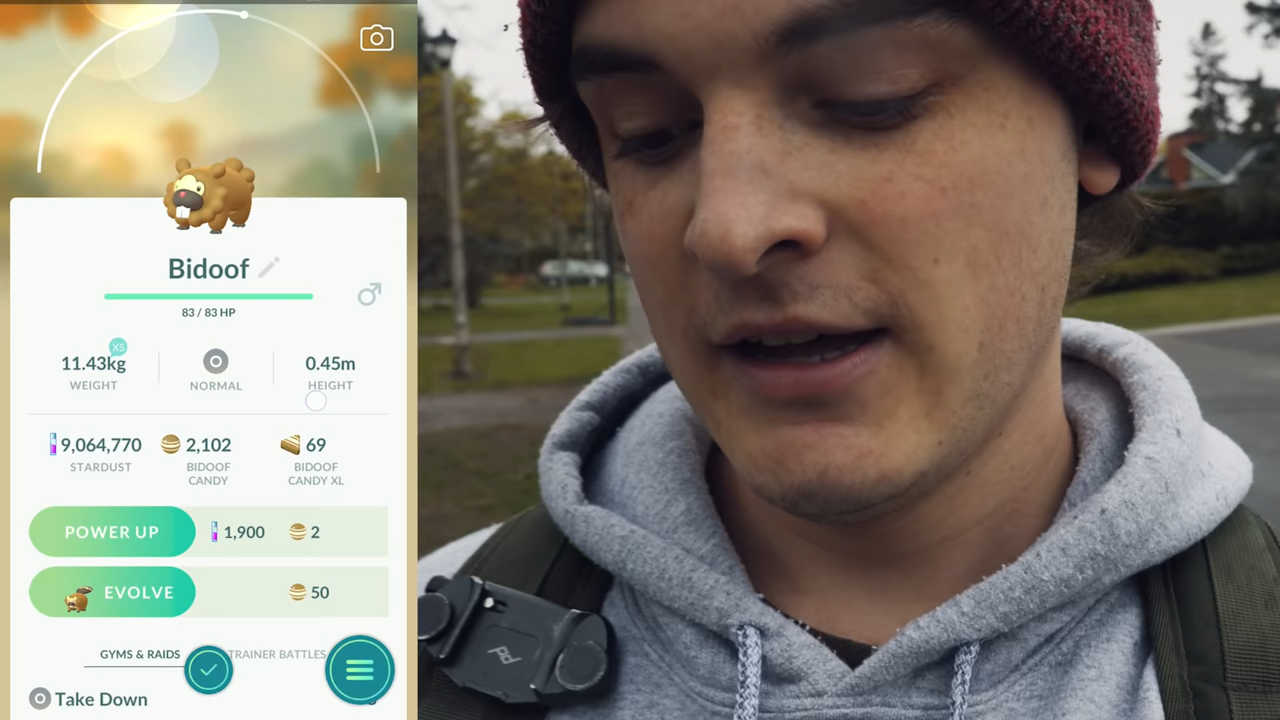 Bidoof
83 / 83 HP
XS
11.43kg
WEIGHT
NORMAL
0.45m
HEIGHT
9,064,770
STARDUST
2,102
BIDOOF
CANDY
69
BIDOOF
CANDY XL
POWER UP
1,900
2
EVOLVE
50
GYMS & RAIDS
TRAINER BATTLES
Take Down